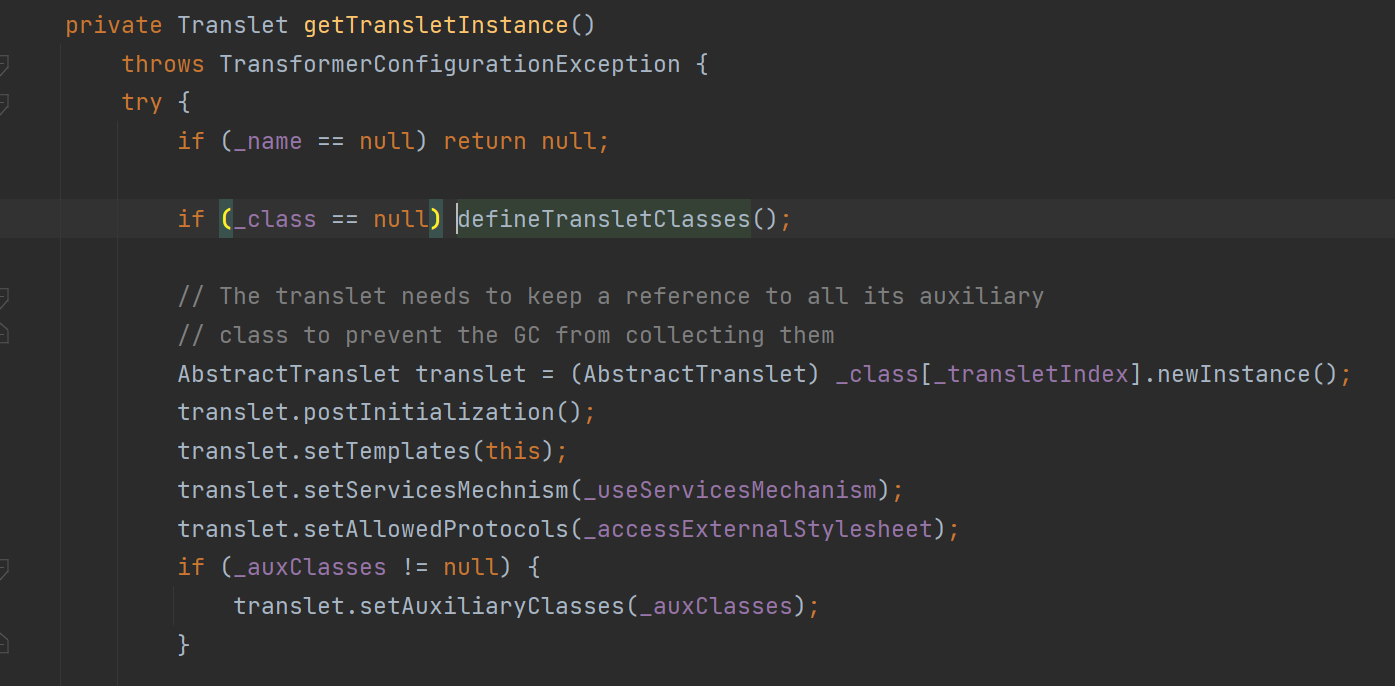 private Translet getTransletInstance()
throws TransformerConfigurationException {
try {
if (_name == null) return null;
if (_class == null) defineTransletClasses();
// The translet needs to keep a reference to all its auxiliary
// class to prevent the GC from collecting them
AbstractTranslet translet = (AbstractTranslet) _class[_transletIndex].newInstance();
translet.postInitialization();
translet.setTemplates(this);
translet.setServicesMechnism(_useServicesMechanism);
translet.setAllowedProtocols(_accessExternalStylesheet);
if (_auxClasses != null) {
translet.setAuxiliaryClasses(_auxClasses);
}